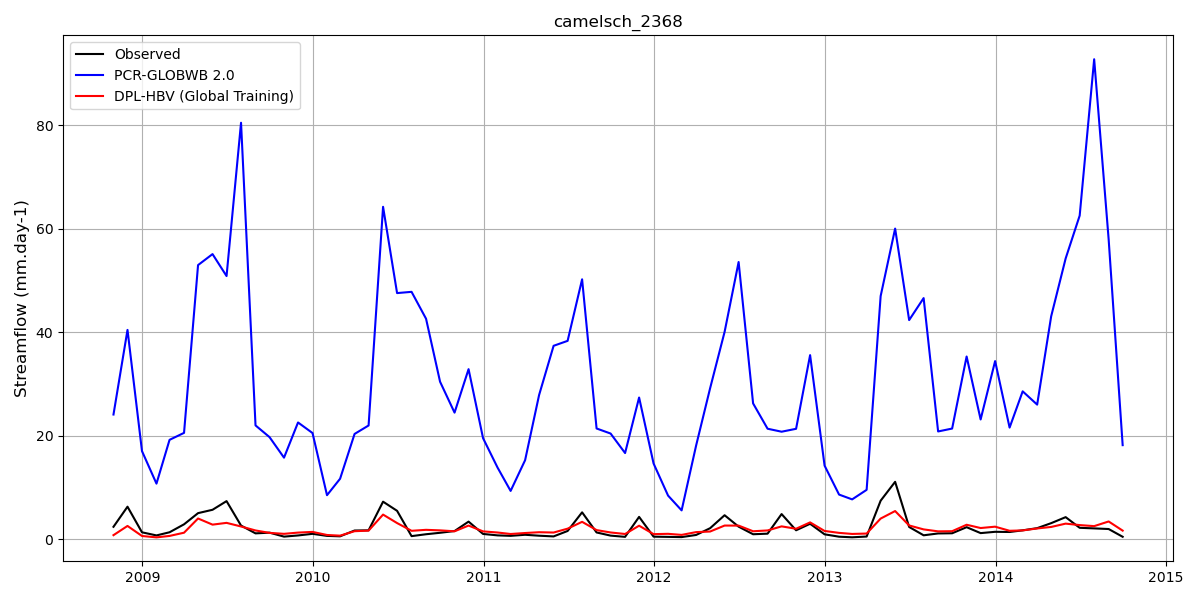 camelsch_2368
Observed
PCR-GLOBWB 2.0
DPL-HBV (Global Training)
Streamflow (mm.day-1)
80
60
40
20
0
2009
2010
2011
2012
2013
2014
2015